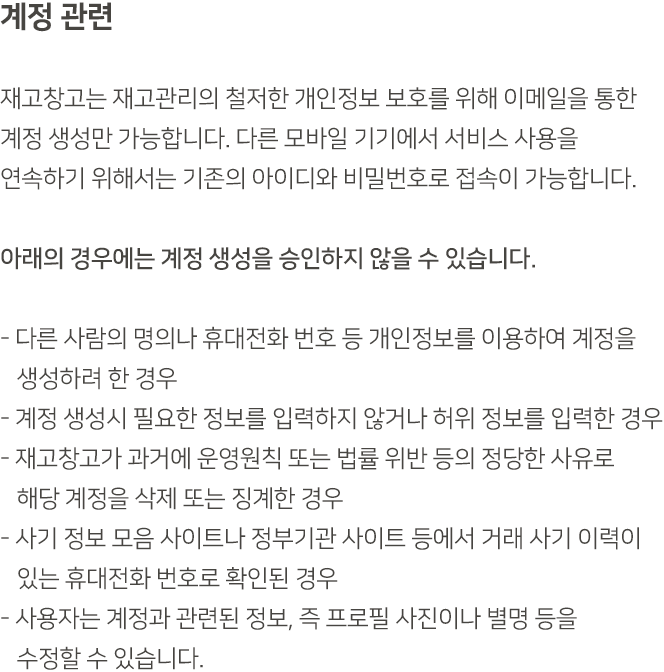 계정 관련
재고창고는 재고관리의 철저한 개인정보 보호를 위해 이메일을 통한
계정 생성만 가능합니다. 다른 모바일 기기에서 서비스 사용을
연속하기 위해서는 기존의 아이디와 비밀번호로 접속이 가능합니다.
아래의 경우에는 계정 생성을 승인하지 않을 수 있습니다.
- 다른 사람의 명의나 휴대전화 번호 등 개인정보를 이용하여 계정을
생성하려 한 경우
- 계정 생성시 필요한 정보를 입력하지 않거나 허위 정보를 입력한 경우
- 재고창고가 과거에 운영원칙 또는 법률 위반 등의 정당한 사유로
해당 계정을 삭제 또는 징계한 경우
- 사기 정보 모음 사이트나 정부기관 사이트 등에서 거래 사기 이력이
있는 휴대전화 번호로 확인된 경우
- 사용자는 계정과 관련된 정보, 즉 프로필 사진이나 별명 등을
수정할 수 있습니다.